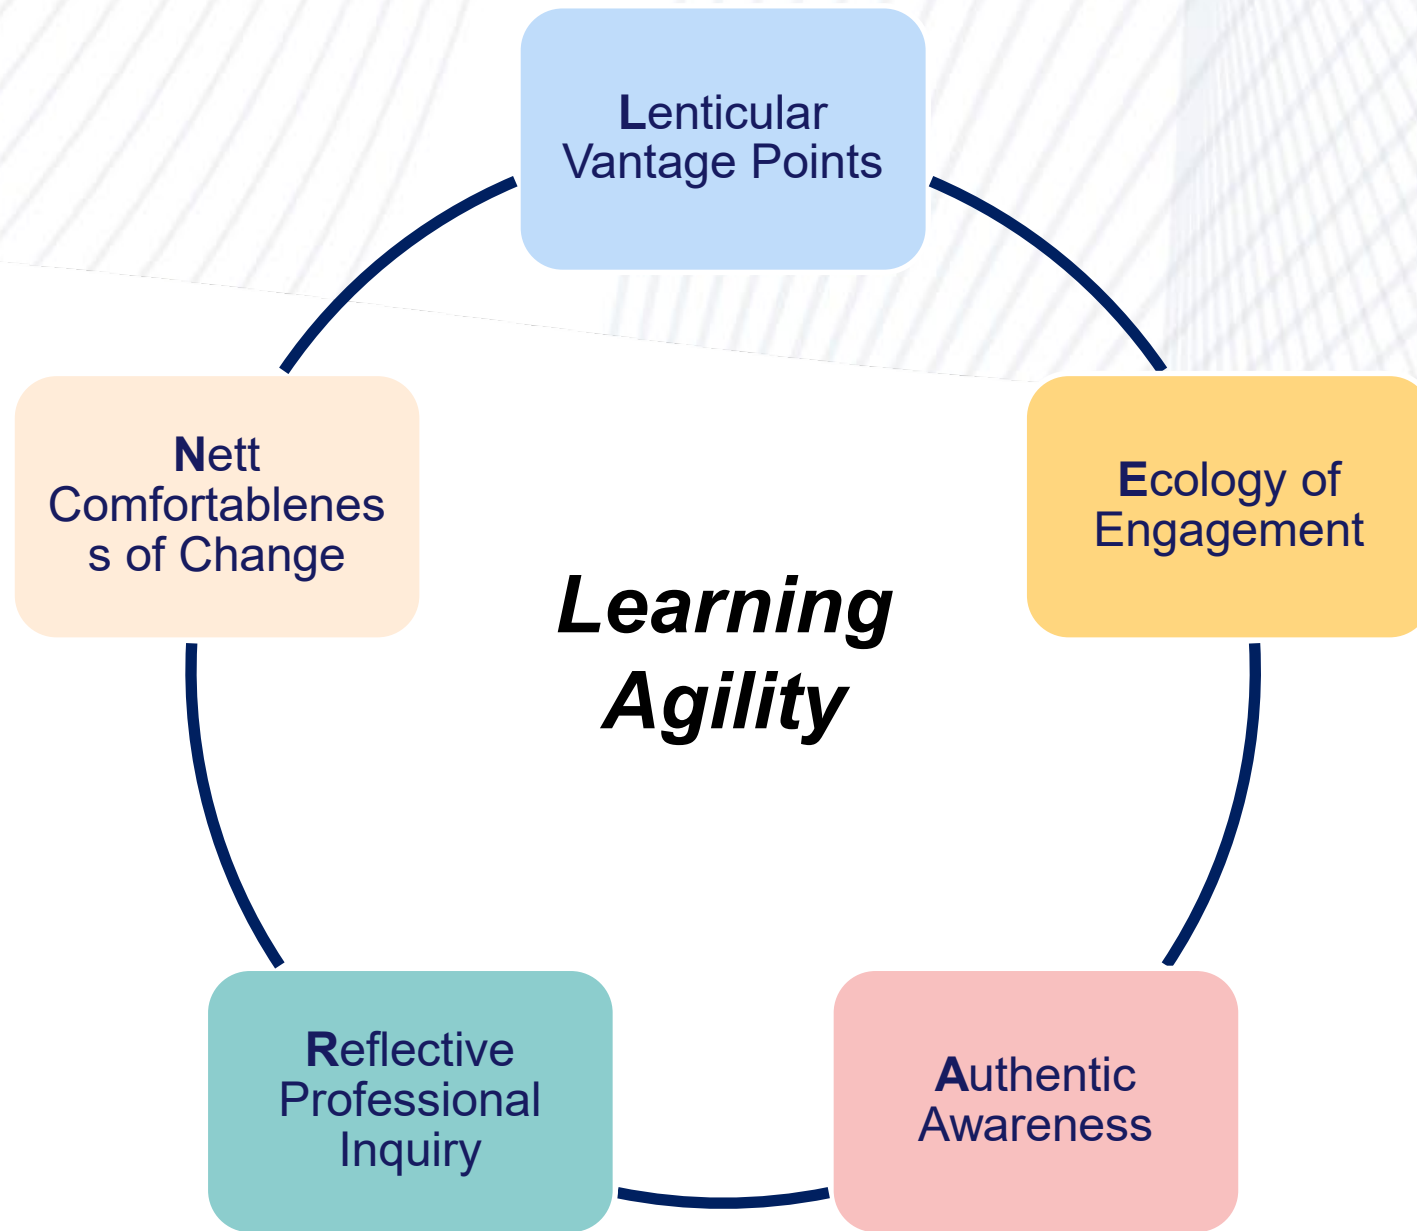 Lenticular
Vantage Points
Ecology of
Engagement
Authentic
Awareness
Reflective
Professional
Inquiry
Nett
Comfortablenes
s of Change
Learning
Agility